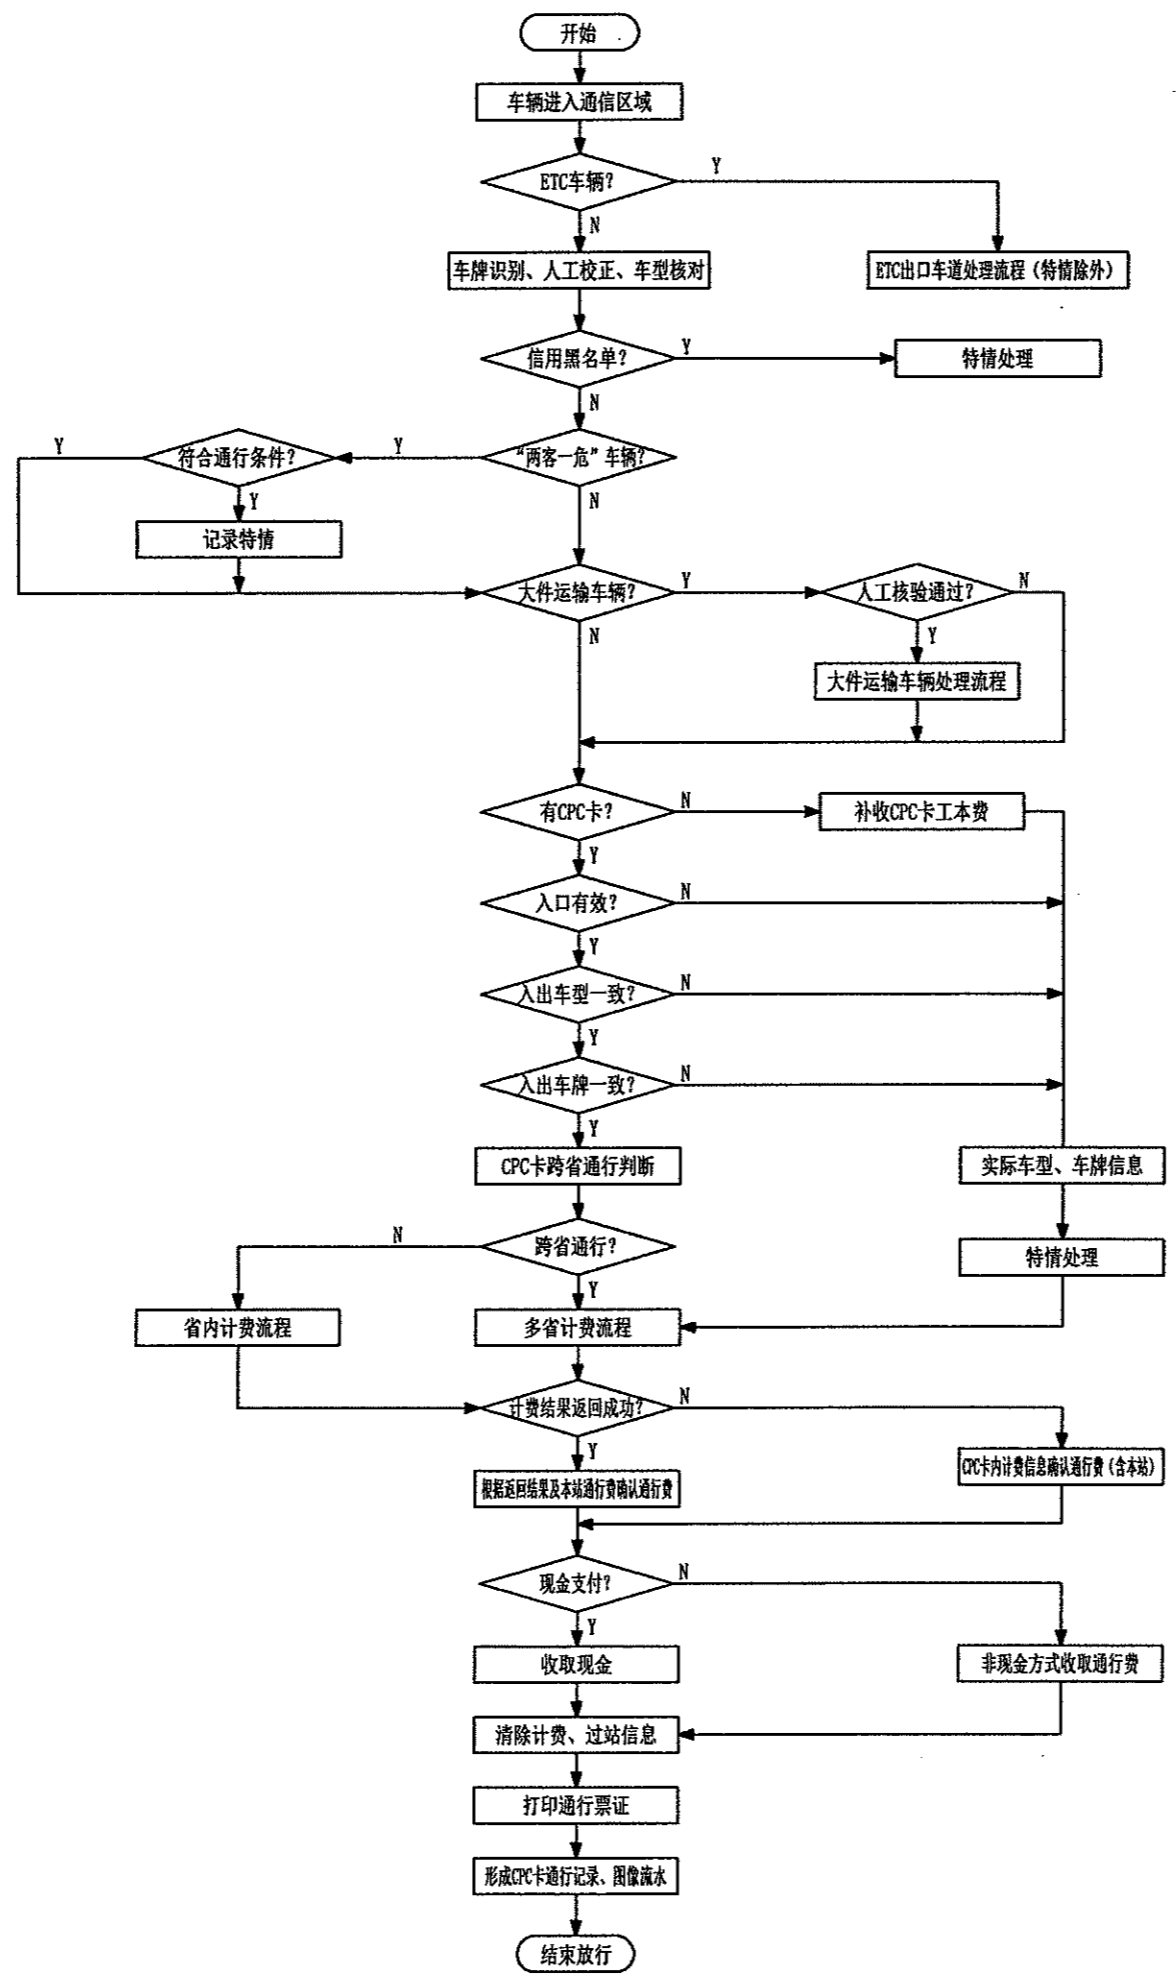 开始
车辆进入通信区域
ETC车辆?
Y
N
车牌识别、人工校正、车型核对
ETC出口车道处理流程(特情除外)
信用黑名单?
Y
特情处理
N
Y
符合通行条件?
Y
“两客一危”车辆?
Y
N
记录特情
大件运输车辆?
Y
人工核验通过?
N
N
Y
大件运输车辆处理流程
有CPC卡?
N
补收CPC卡工本费
Y
入口有效?
N
Y
入出车型一致?
N
Y
入出车牌一致?
N
Y
CPC卡跨省通行判断
实际车型、车牌信息
N
跨省通行?
特情处理
Y
省内计费流程
多省计费流程
计费结果返回成功?
N
Y
CPC卡内计费信息确认通行费(含本站)
根据返回结果及本站通行费确认通行费
现金支付?
N
Y
收取现金
非现金方式收取通行费
清除计费、过站信息
打印通行票证
形成CPC卡通行记录、图像流水
结束放行